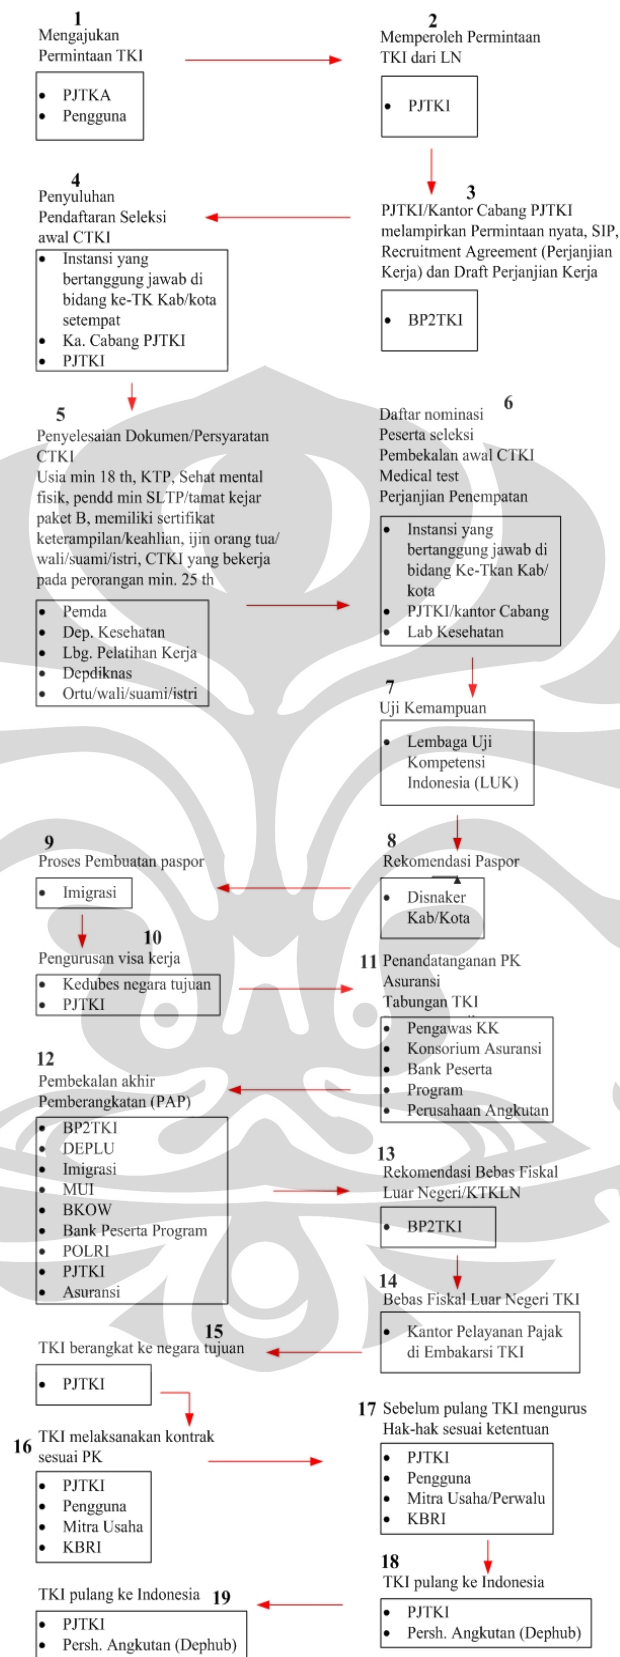 1
Mengajukan
Permintaan TKI
• PJTKA
• Pengguna
2
Memperoleh Permintaan
TKI dari LN
• PJTKI
3
PJTKI/Kantor Cabang PJTKI
melampirkan Permintaan nyata, SIP,
Recruitment Agreement (Perjanjian
Kerja) dan Draft Perjanjian Kerja
• BP2TKI
4
Penyuluhan
Pendaftaran Seleksi
awal CTKI
• Instansi yang
bertanggung jawab di
bidang ke-TK Kab/kota
setempat
• Ka. Cabang PJTKI
• PJTKI
5
Penyelesaian Dokumen/Persyaratan
CTKI
Usia min 18 th, KTP, Sehat mental
fisik, pendd min SLTP/tamat kejar
paket B, memiliki sertifikat
keterampilan/keahlian, ijin orang tua/
wali/suami/istri, CTKI yang bekerja
pada perorangan min. 25 th
• Pemda
• Dep. Kesehatan
• Lbg. Pelatihan Kerja
• Depdiknas
• Ortu/wali/suami/istri
6
Daftar nominasi
Peserta seleksi
Pembekalan awal CTKI
Medical test
Perjanjian Penempatan
• Instansi yang
bertanggung jawab di
bidang Ke-Tkan Kab/
kota
• PJTKI/kantor Cabang
• Lab Kesehatan
7
Uji Kemampuan
• Lembaga Uji
Kompetensi
Indonesia (LUK)
8
Rekomendasi Paspor
• Disnaker
Kab/Kota
9
Proses Pembuatan paspor
• Imigrasi
10
Pengurusan visa kerja
• Kedubes negara tujuan
• PJTKI
11 Penandatanganan PK
Asuransi
Tabungan TKI
• Pengawas KK
• Konsorium Asuransi
• Bank Peserta
• Program
• Perusahaan Angkutan
12
Pembekalan akhir
Pemberangkatan (PAP)
• BP2TKI
• DEPLU
• Imigrasi
• MUI
• BKOW
• Bank Peserta Program
• POLRI
• PJTKI
• Asuransi
13
Rekomendasi Bebas Fiskal
Luar Negeri/KTKLN
• BP2TKI
14
Bebas Fiskal Luar Negeri TKI
• Kantor Pelayanan Pajak
di Embakarsi TKI
15
TKI berangkat ke negara tujuan
• PJTKI
16 TKI melaksanakan kontrak
sesuai PK
• PJTKI
• Pengguna
• Mitra Usaha
• KBRI
17 Sebelum pulang TKI mengurus
Hak-hak sesuai ketentuan
• PJTKI
• Pengguna
• Mitra Usaha/Perwalu
• KBRI
18
TKI pulang ke Indonesia
• PJTKI
• Persh. Angkutan (Dephub)
TKI pulang ke Indonesia 19
• PJTKI
• Persh. Angkutan (Dephub)